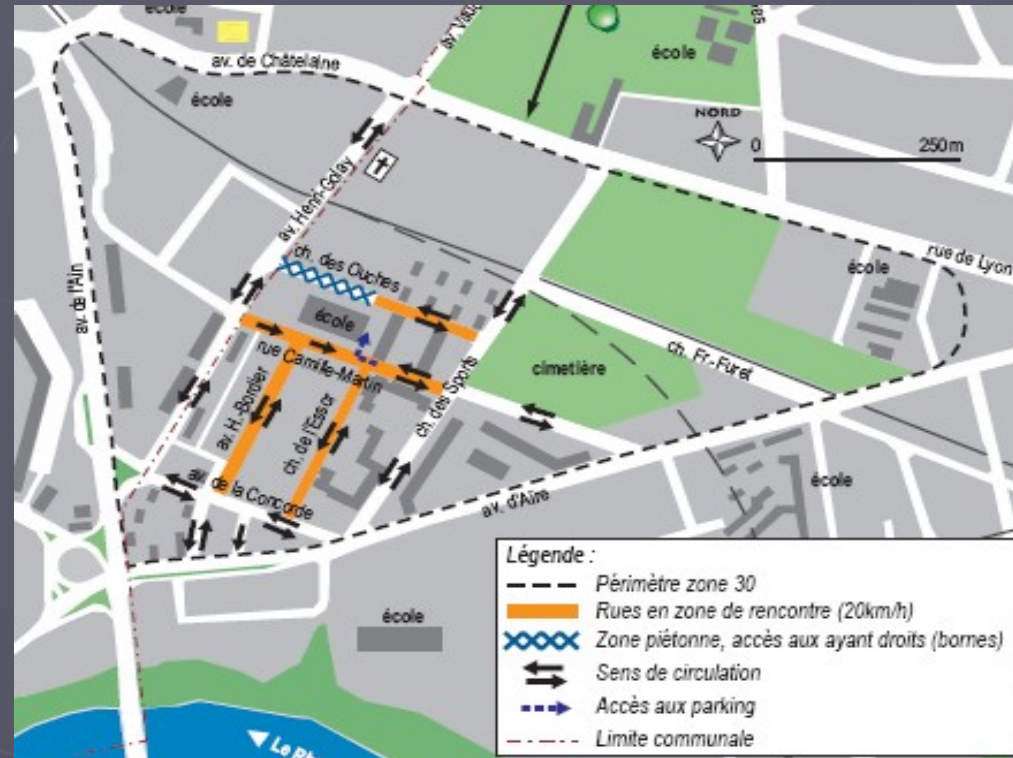 école
av. de Châtelaine
école
école
NORD
0 250 m
av. Henri-Golay
ch. des Ouches
rue de Lyon
école
av. de l'Ain
école
rue Camille-Martin
ch. Fr.-Furet
cimetière
ch. des Sports
av. H.-Bordier
ch. de l'Essor
av. de la Concorde
av. d'Aïre
école
école
Légende :
Périmètre zone 30
Rues en zone de rencontre (20km/h)
Zone piètonne, accès aux ayant droits (bornes)
Sens de circulation
Accès aux parking
Limite communale
Le